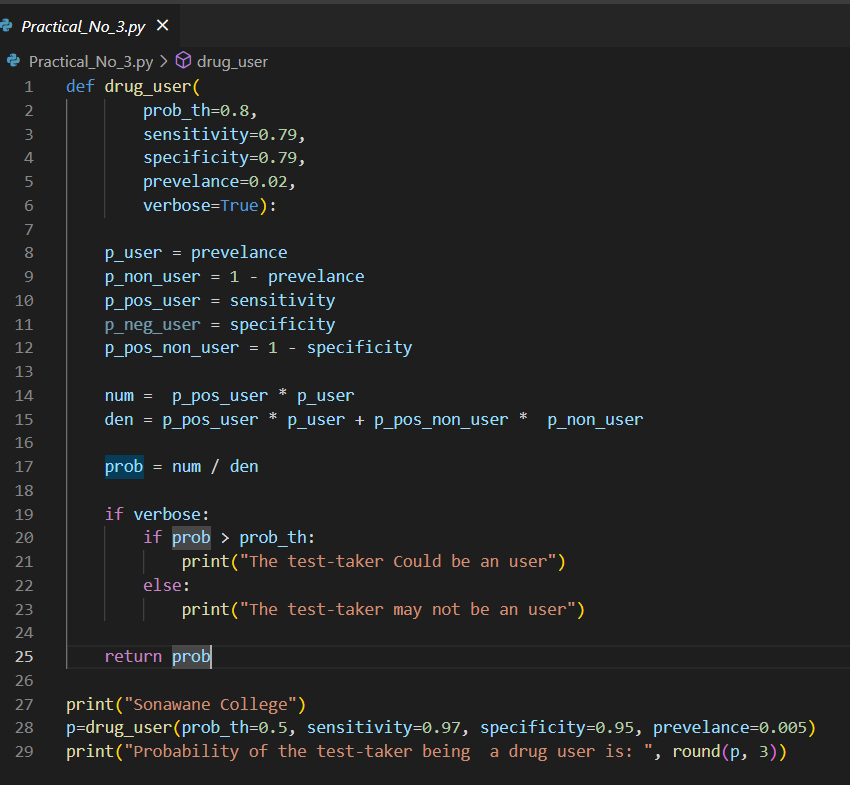 Practical_No_3.py ×
Practical_No_3.py > drug_user
1 def drug_user(
2         prob_th=0.8,
3         sensitivity=0.79,
4         specificity=0.79,
5         prevelance=0.02,
6         verbose=True):
7
8     p_user = prevelance
9     p_non_user = 1 - prevelance
10     p_pos_user = sensitivity
11     p_neg_user = specificity
12     p_pos_non_user = 1 - specificity
13
14     num =  p_pos_user * p_user
15     den = p_pos_user * p_user + p_pos_non_user *  p_non_user
16
17     prob = num / den
18
19     if verbose:
20         if prob > prob_th:
21             print("The test-taker Could be an user")
22         else:
23             print("The test-taker may not be an user")
24
25     return prob
26
27 print("Sonawane College")
28 p=drug_user(prob_th=0.5, sensitivity=0.97, specificity=0.95, prevelance=0.005)
29 print("Probability of the test-taker being  a drug user is: ", round(p, 3))